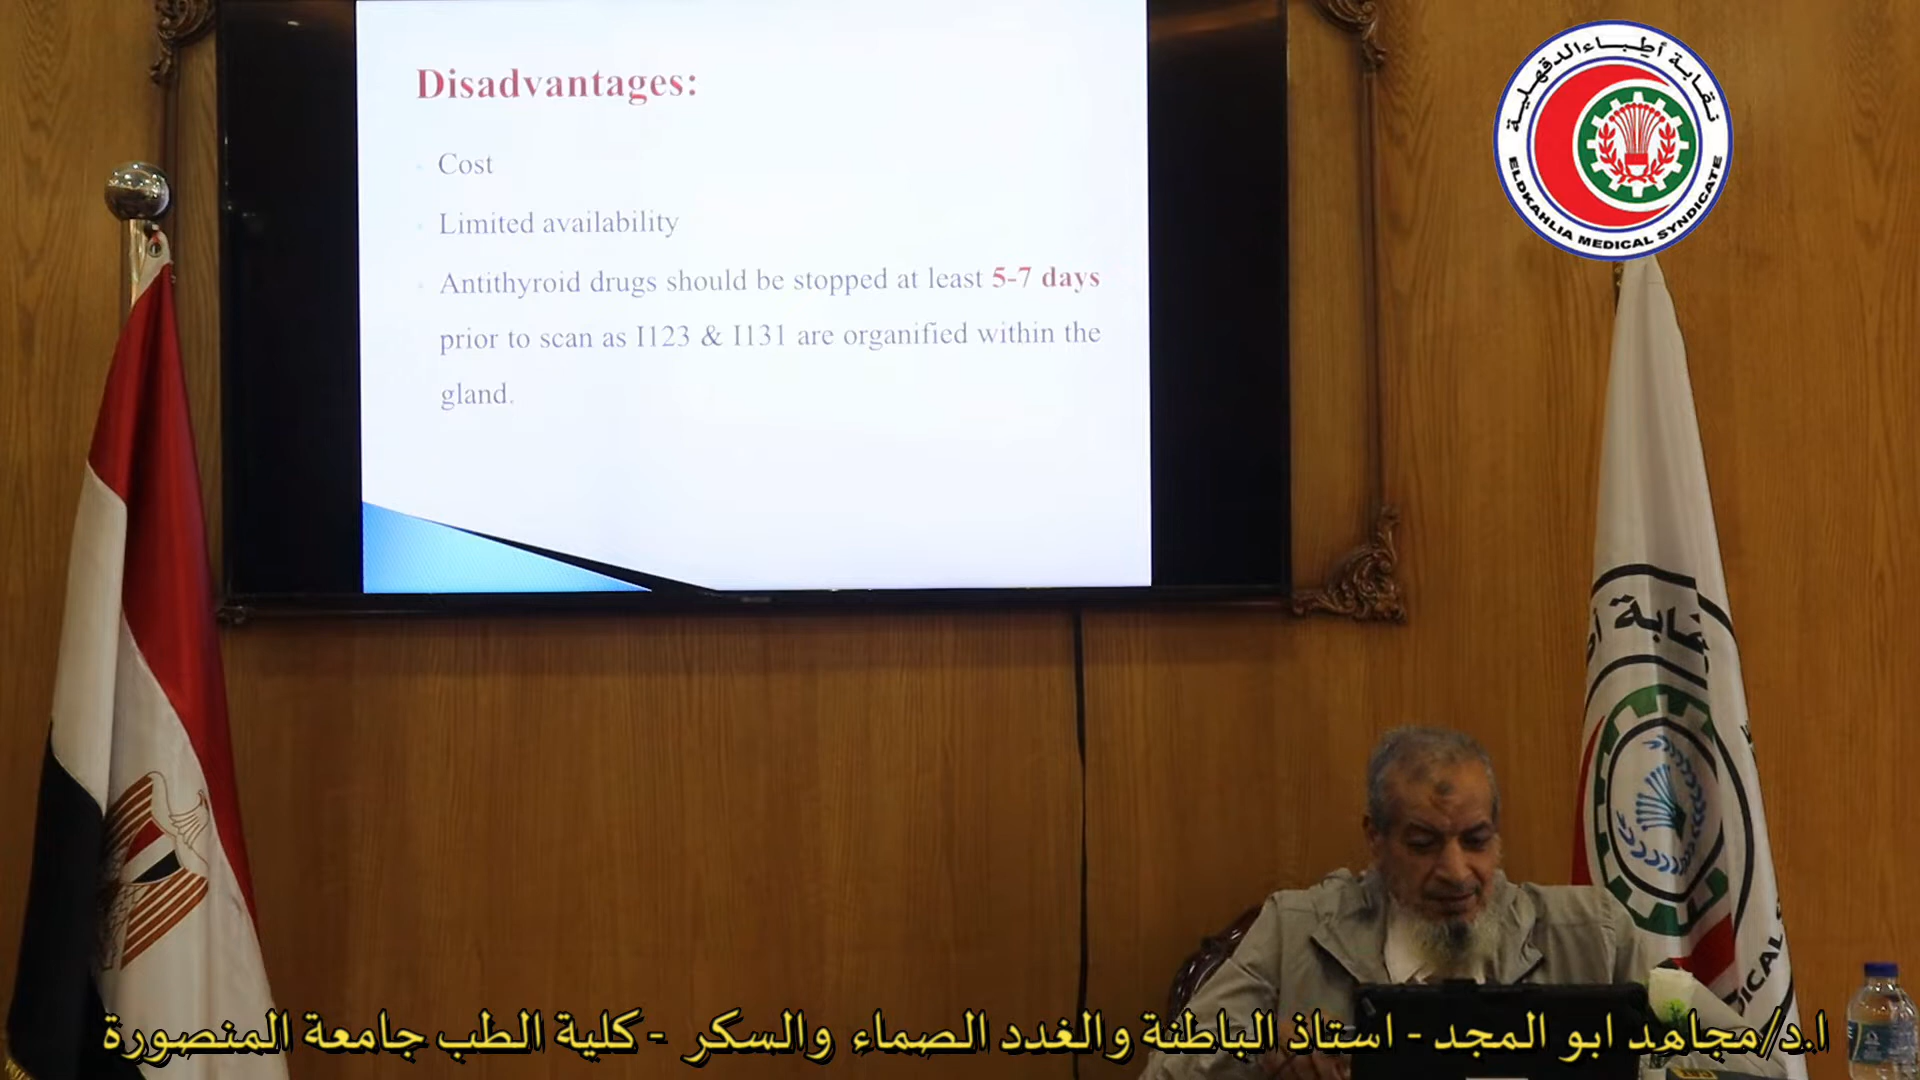 Disadvantages:
Cost
Limited availability
Antithyroid drugs should be stopped at least 5-7 days
prior to scan as I123 & I131 are organified within the
gland.
نقابة أطباء الدقهلية
ELDKAHLIA MEDICAL SYNDICATE
ا.د/مجاهد ابو المجد - استاذ الباطنة والغدد الصماء والسكر - كلية الطب جامعة المنصورة